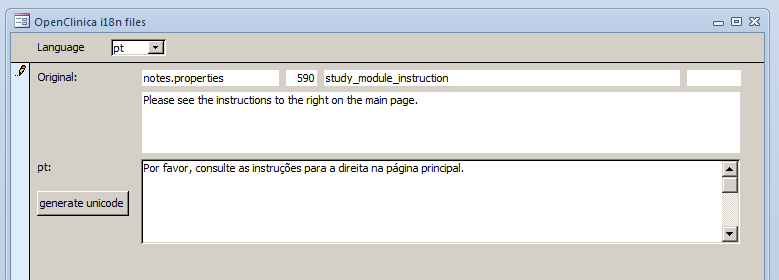 OpenClinica i18n files
Language pt
Original: notes.properties 590 study_module_instruction
Please see the instructions to the right on the main page.
pt: Por favor, consulte as instruções para a direita na página principal.
generate unicode